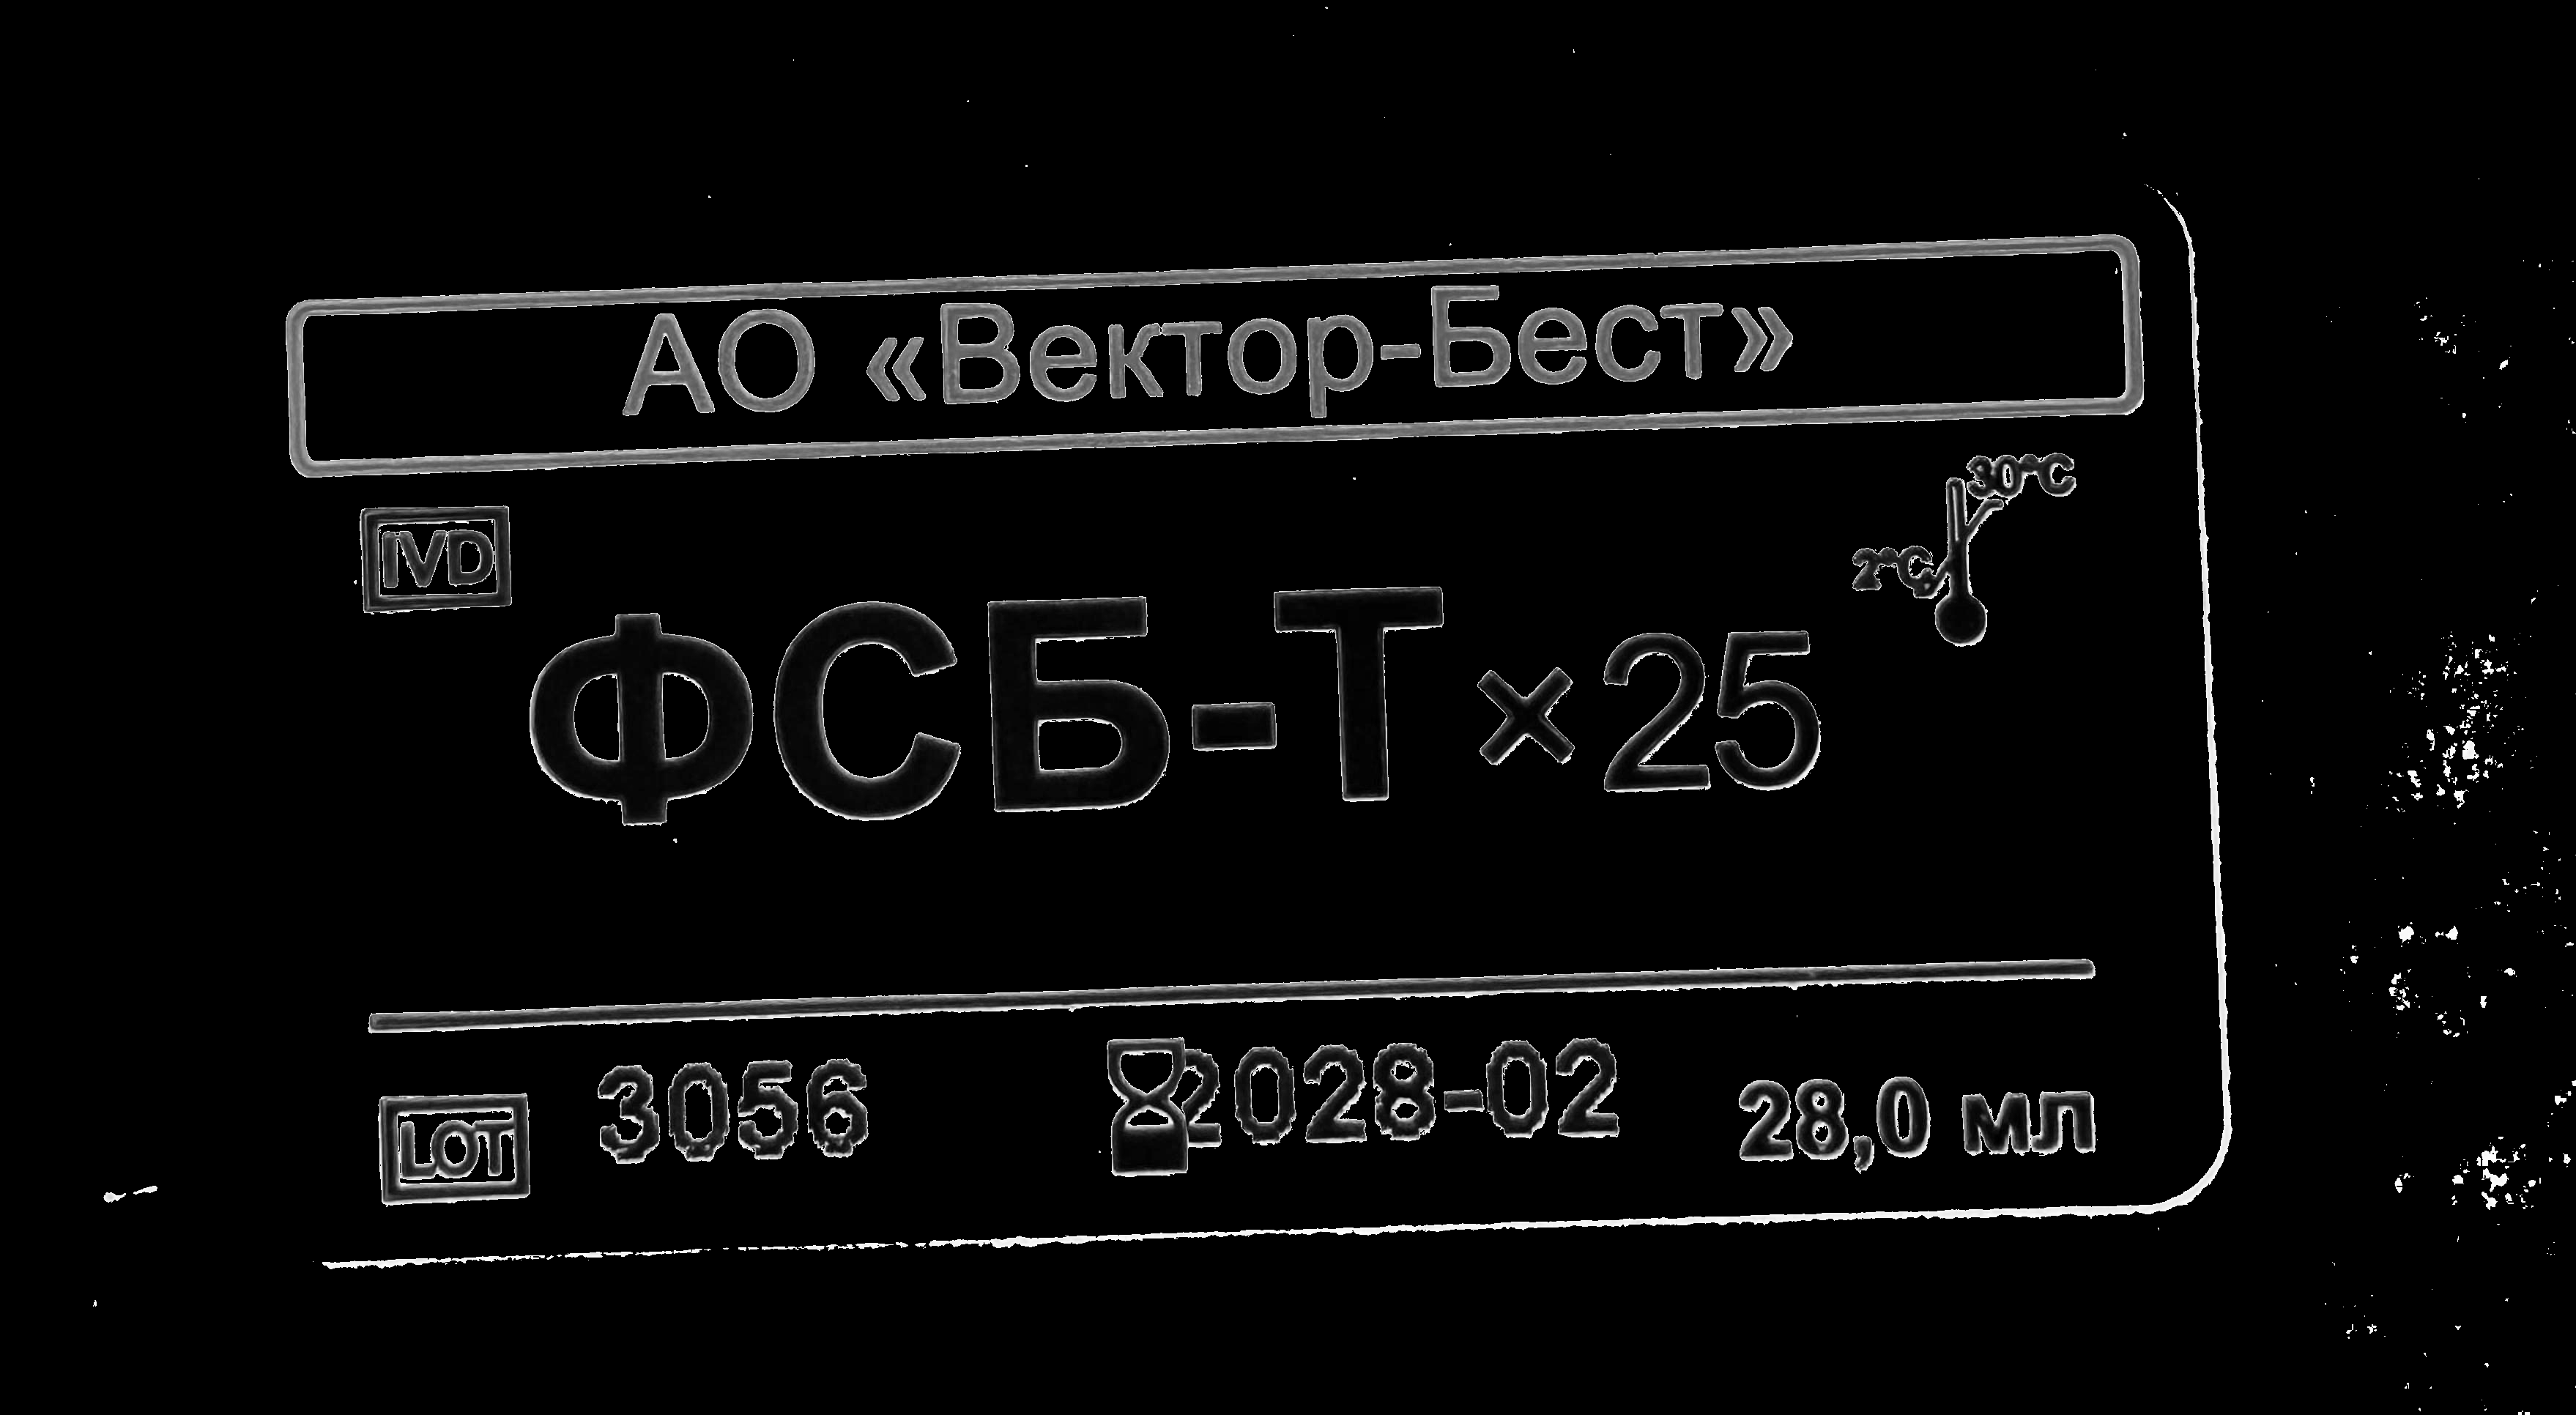 АО «Вектор-Бест»
30°C
IVD
2°C
ФСБ-Т ×25
LOT 3056 2028-02 28,0 мл